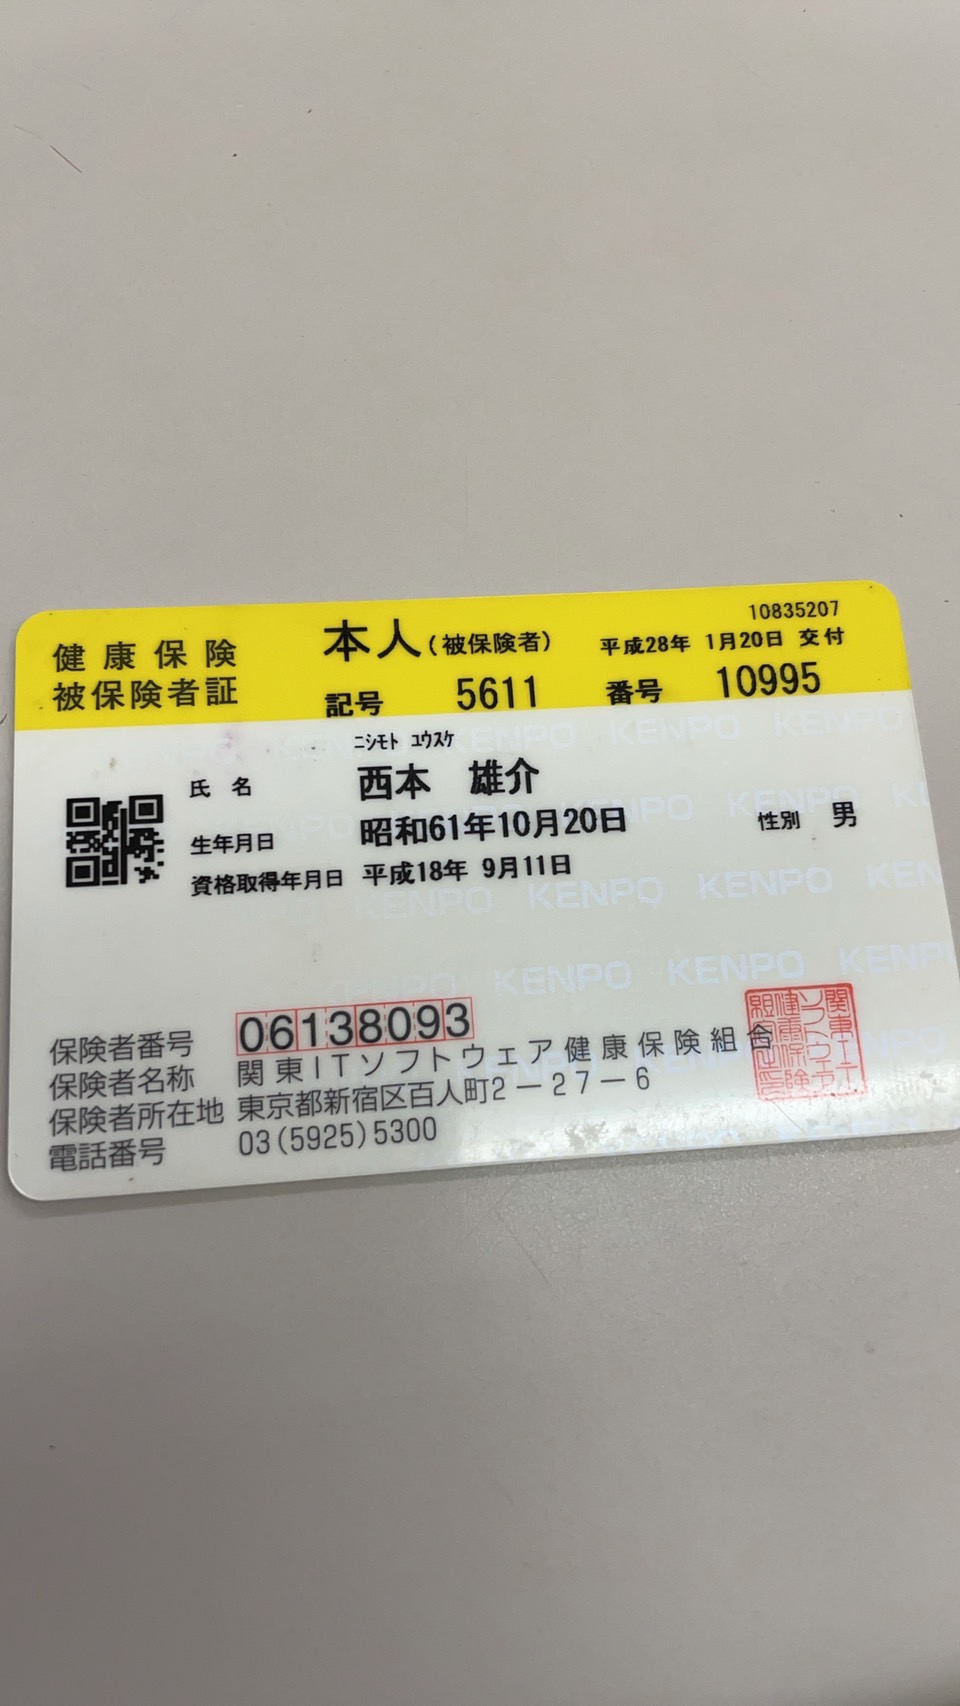 10835207
健康保険 本人(被保険者) 平成28年 1月20日 交付
被保険者証 記号 5611 番号 10995
ニシモト ユウスケ
氏名 西本 雄介
生年月日 昭和61年10月20日 性別 男
資格取得年月日 平成18年 9月11日
保険者番号 06138093
保険者名称 関東ITソフトウェア健康保険組合
保険者所在地 東京都新宿区百人町2-27-6
電話番号 03(5925)5300
KENPO